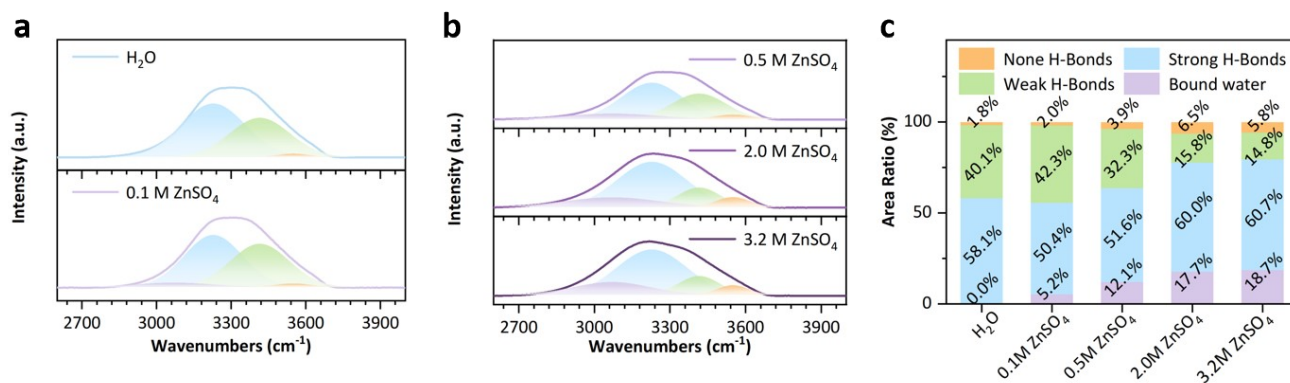 a
H₂O
0.1 M ZnSO₄
Intensity (a.u.)
2700 3000 3300 3600 3900
Wavenumbers (cm⁻¹)
b
0.5 M ZnSO₄
2.0 M ZnSO₄
3.2 M ZnSO₄
Intensity (a.u.)
2700 3000 3300 3600 3900
Wavenumbers (cm⁻¹)
c
None H-Bonds Strong H-Bonds
Weak H-Bonds Bound water
Area Ratio (%)
100
50
0
1.8% 2.0% 3.9% 6.5% 5.8%
40.1% 42.3% 32.3% 15.8% 14.8%
58.1% 50.4% 51.6% 60.0% 60.7%
0.0% 5.2% 12.1% 17.7% 18.7%
H₂O 0.1M ZnSO₄ 0.5M ZnSO₄ 2.0M ZnSO₄ 3.2M ZnSO₄